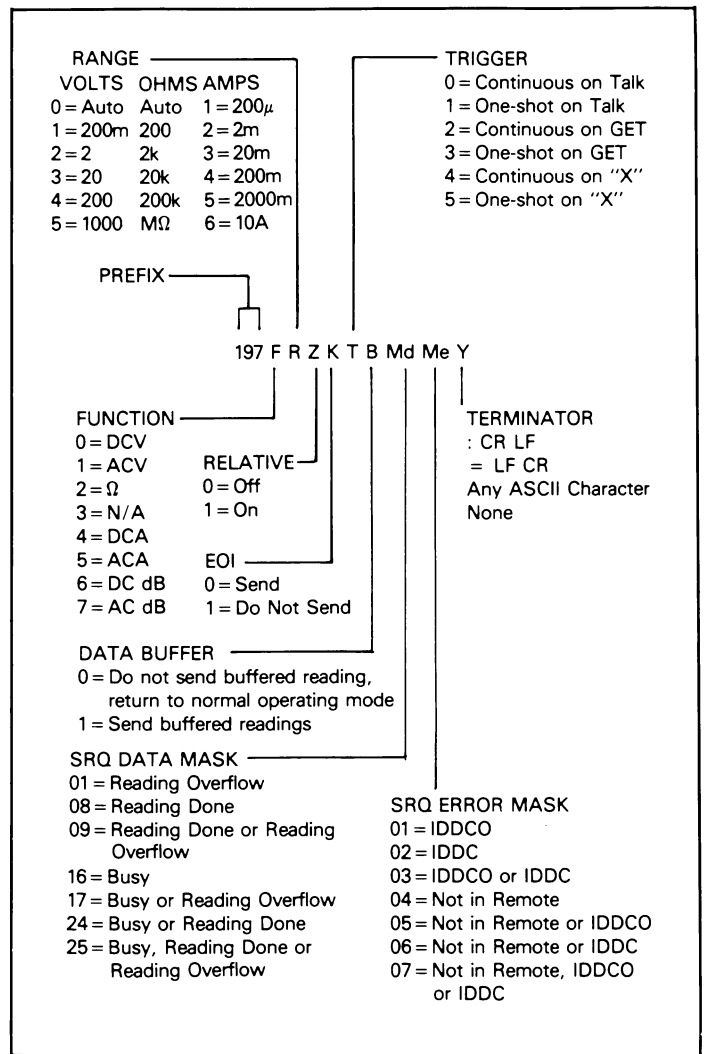 RANGE
VOLTS OHMS AMPS
0 = Auto Auto 1 = 200μ
1 = 200m 200 2 = 2m
2 = 2 2k 3 = 20m
3 = 20 20k 4 = 200m
4 = 200 200k 5 = 2000m
5 = 1000 MΩ 6 = 10A
TRIGGER
0 = Continuous on Talk
1 = One-shot on Talk
2 = Continuous on GET
3 = One-shot on GET
4 = Continuous on "X"
5 = One-shot on "X"
PREFIX
197 F R Z K T B Md Me Y
FUNCTION
0 = DCV
1 = ACV
2 = Ω
3 = N/A
4 = DCA
5 = ACA
6 = DC dB
7 = AC dB
RELATIVE
0 = Off
1 = On
EOI
0 = Send
1 = Do Not Send
TERMINATOR
: CR LF
= LF CR
Any ASCII Character
None
DATA BUFFER
0 = Do not send buffered reading,
return to normal operating mode
1 = Send buffered readings
SRQ DATA MASK
01 = Reading Overflow
08 = Reading Done
09 = Reading Done or Reading
Overflow
16 = Busy
17 = Busy or Reading Overflow
24 = Busy or Reading Done
25 = Busy, Reading Done or
Reading Overflow
SRQ ERROR MASK
01 = IDDCO
02 = IDDC
03 = IDDCO or IDDC
04 = Not in Remote
05 = Not in Remote or IDDCO
06 = Not in Remote or IDDC
07 = Not in Remote, IDDCO
or IDDC